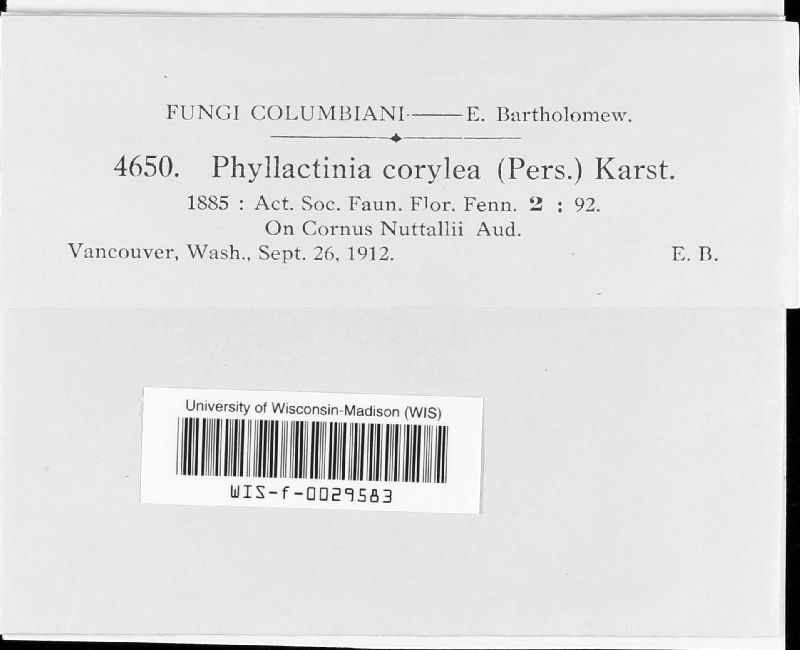 FUNGI COLUMBIANI——E. Bartholomew.
4650. Phyllactinia corylea (Pers.) Karst.
1885 : Act. Soc. Faun. Flor. Fenn. 2 : 92.
On Cornus Nuttallii Aud.
Vancouver, Wash., Sept. 26, 1912. E. B.
University of Wisconsin-Madison (WIS)
WIS-f-0029583